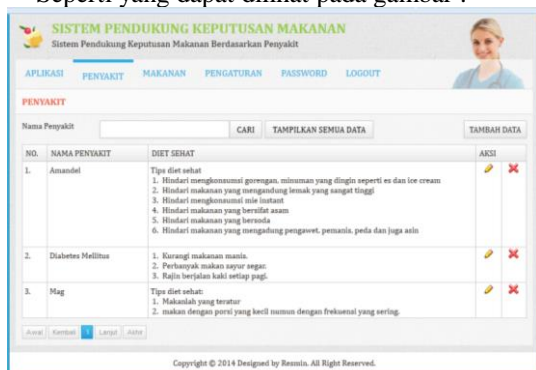 Seperti yang dapat dilihat pada gambar :
SISTEM PENDUKUNG KEPUTUSAN MAKANAN
Sistem Pendukung Keputusan Makanan Berdasarkan Penyakit
APLIKASI PENYAKIT MAKANAN PENGATURAN PASSWORD LOGOUT
PENYAKIT
Nama Penyakit CARI TAMPILKAN SEMUA DATA TAMBAH DATA
NO. NAMA PENYAKIT DIET SEHAT AKSI
1. Amandel Tips diet sehat
1. Hindari mengkonsumsi gorengan, minuman yang dingin seperti es dan ice cream
2. Hindari makanan yang mengandung lemak yang sangat tinggi
3. Hindari mengkonsumsi mie instant
4. Hindari makanan yang bersifat asam
5. Hindari makanan yang bersoda
6. Hindari makanan yang mengadung pengawet, pemanis, peda dan juga asin
2. Diabetes Mellitus 1. Kurangi makanan manis.
2. Perbanyak makan sayur segar.
3. Rajin berjalan kaki setiap pagi.
3. Mag Tips diet sehat:
1. Makanlah yang teratur
2. makan dengan porsi yang kecil numus dengan frekuensi yang sering.
Awal Kembali 1 Lanjut Akhir
Copyright © 2014 Designed by Resmin. All Right Reserved.